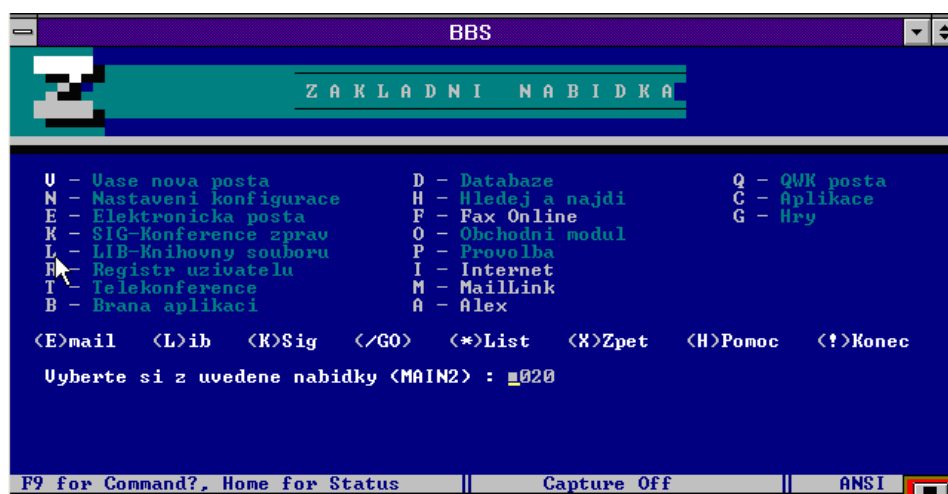 BBS
Z A K L A D N I   N A B I D K A
V - Vase nova posta   D - Databaze   Q - QWK posta
N - Nastaveni konfigurace   H - Hledej a najdi   C - Aplikace
E - Elektronicka posta   F - Fax Online   G - Hry
K - SIG-Konference zprav   O - Obchodni modul
L - LIB-Knihovny souboru   P - Provolba
R - Registr uzivatelu   I - Internet
T - Telekonference   M - MailLink
B - Brana aplikaci   A - Alex
(E)mail   (L)ib   (K)Sig   (/GO)   (*)List   (X)Zpet   (H)Pomoc   (!)Konec
Vyberte si z uvedene nabidky (MAIN2) : 020
F9 for Command?, Home for Status   Capture Off   ANSI